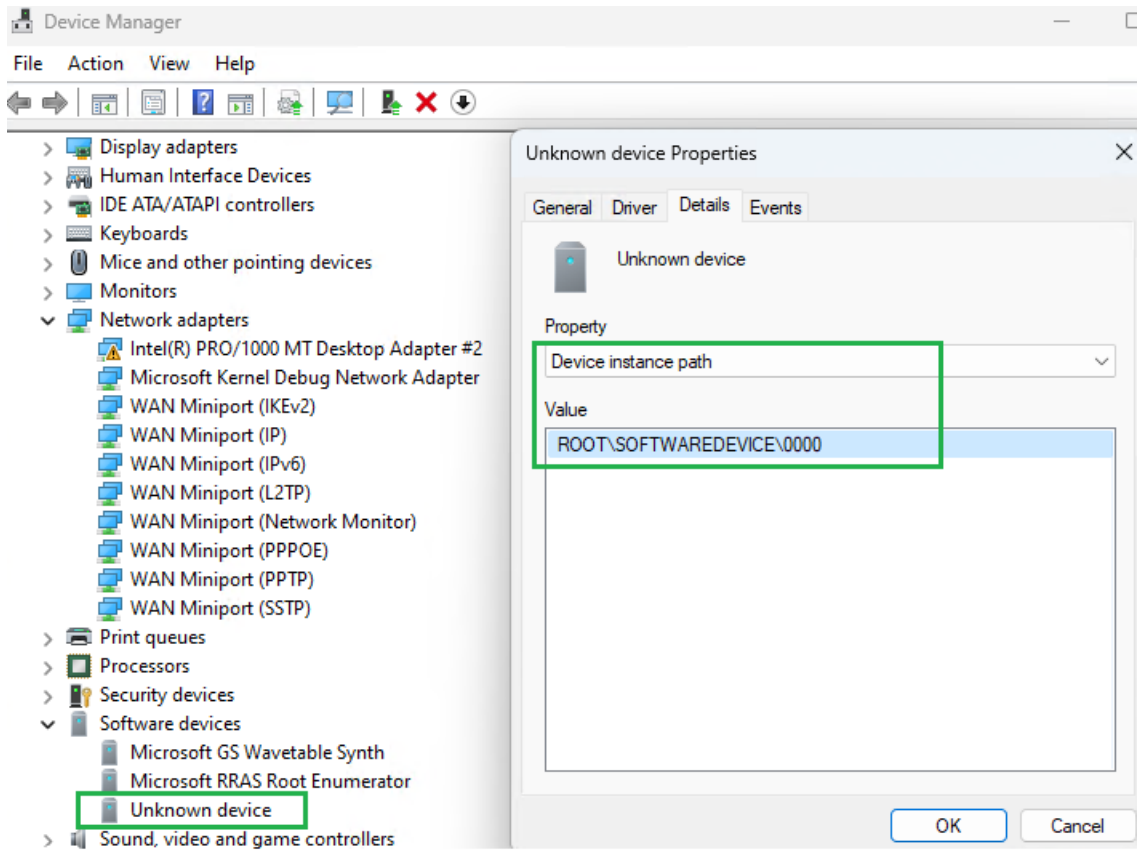 Device Manager
File Action View Help
Display adapters
Human Interface Devices
IDE ATA/ATAPI controllers
Keyboards
Mice and other pointing devices
Monitors
Network adapters
Intel(R) PRO/1000 MT Desktop Adapter #2
Microsoft Kernel Debug Network Adapter
WAN Miniport (IKEv2)
WAN Miniport (IP)
WAN Miniport (IPv6)
WAN Miniport (L2TP)
WAN Miniport (Network Monitor)
WAN Miniport (PPPOE)
WAN Miniport (PPTP)
WAN Miniport (SSTP)
Print queues
Processors
Security devices
Software devices
Microsoft GS Wavetable Synth
Microsoft RRAS Root Enumerator
Unknown device
Sound, video and game controllers
Unknown device Properties
General Driver Details Events
Unknown device
Property
Device instance path
Value
ROOT\SOFTWAREDEVICE\0000
OK Cancel